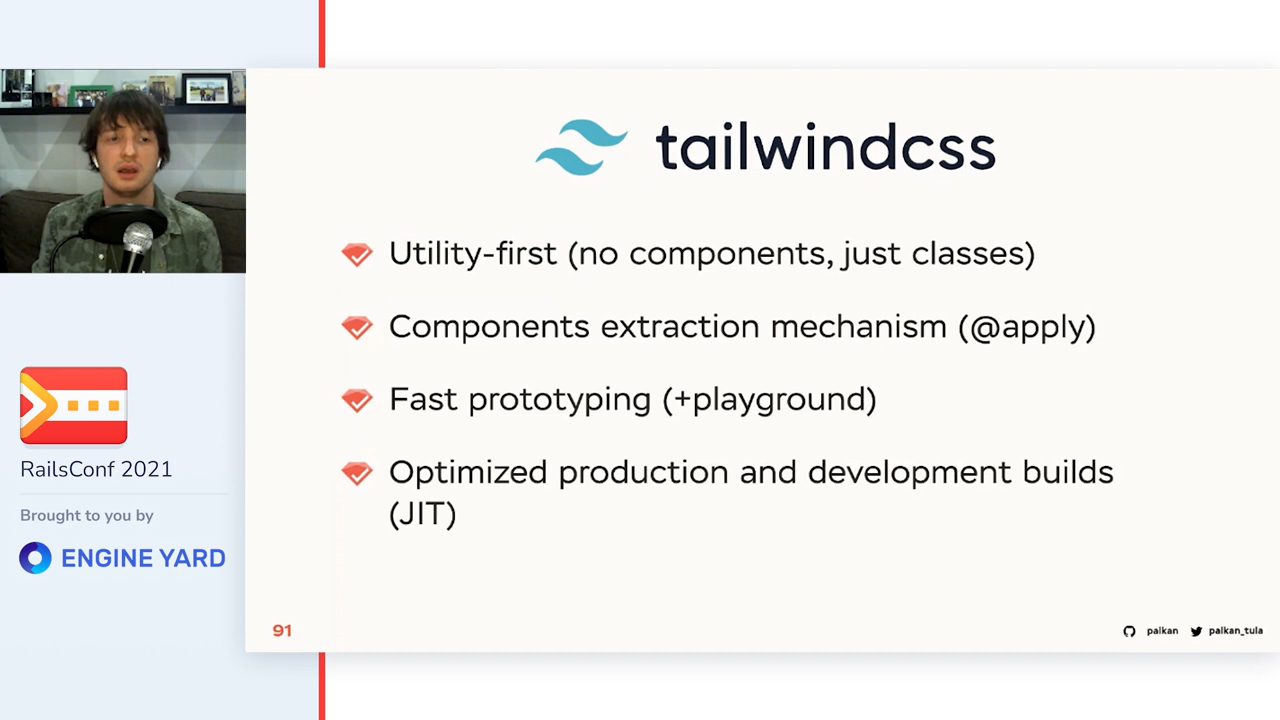 tailwindcss
Utility-first (no components, just classes)
Components extraction mechanism (@apply)
Fast prototyping (+playground)
Optimized production and development builds
(JIT)
RailsConf 2021
Brought to you by
ENGINE YARD
91
palkan
palkan_tula